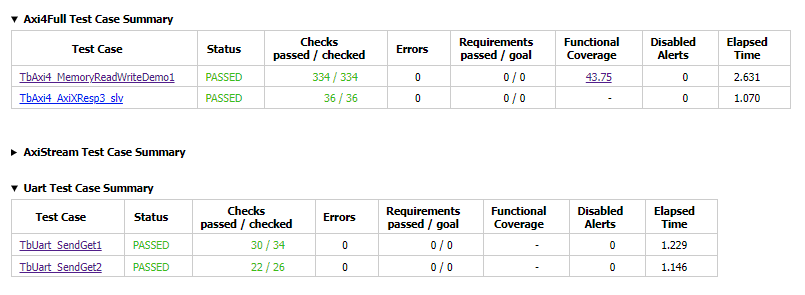 ▼ Axi4Full Test Case Summary
Test Case Status Checks passed / checked Errors Requirements passed / goal Functional Coverage Disabled Alerts Elapsed Time
TbAxi4_MemoryReadWriteDemo1 PASSED 334 / 334 0 0 / 0 43.75 0 2.631
TbAxi4_AxiXResp3_slv PASSED 36 / 36 0 0 / 0 - 0 1.070
► AxiStream Test Case Summary
▼ Uart Test Case Summary
Test Case Status Checks passed / checked Errors Requirements passed / goal Functional Coverage Disabled Alerts Elapsed Time
TbUart_SendGet1 PASSED 30 / 34 0 0 / 0 - 0 1.229
TbUart_SendGet2 PASSED 22 / 26 0 0 / 0 - 0 1.146